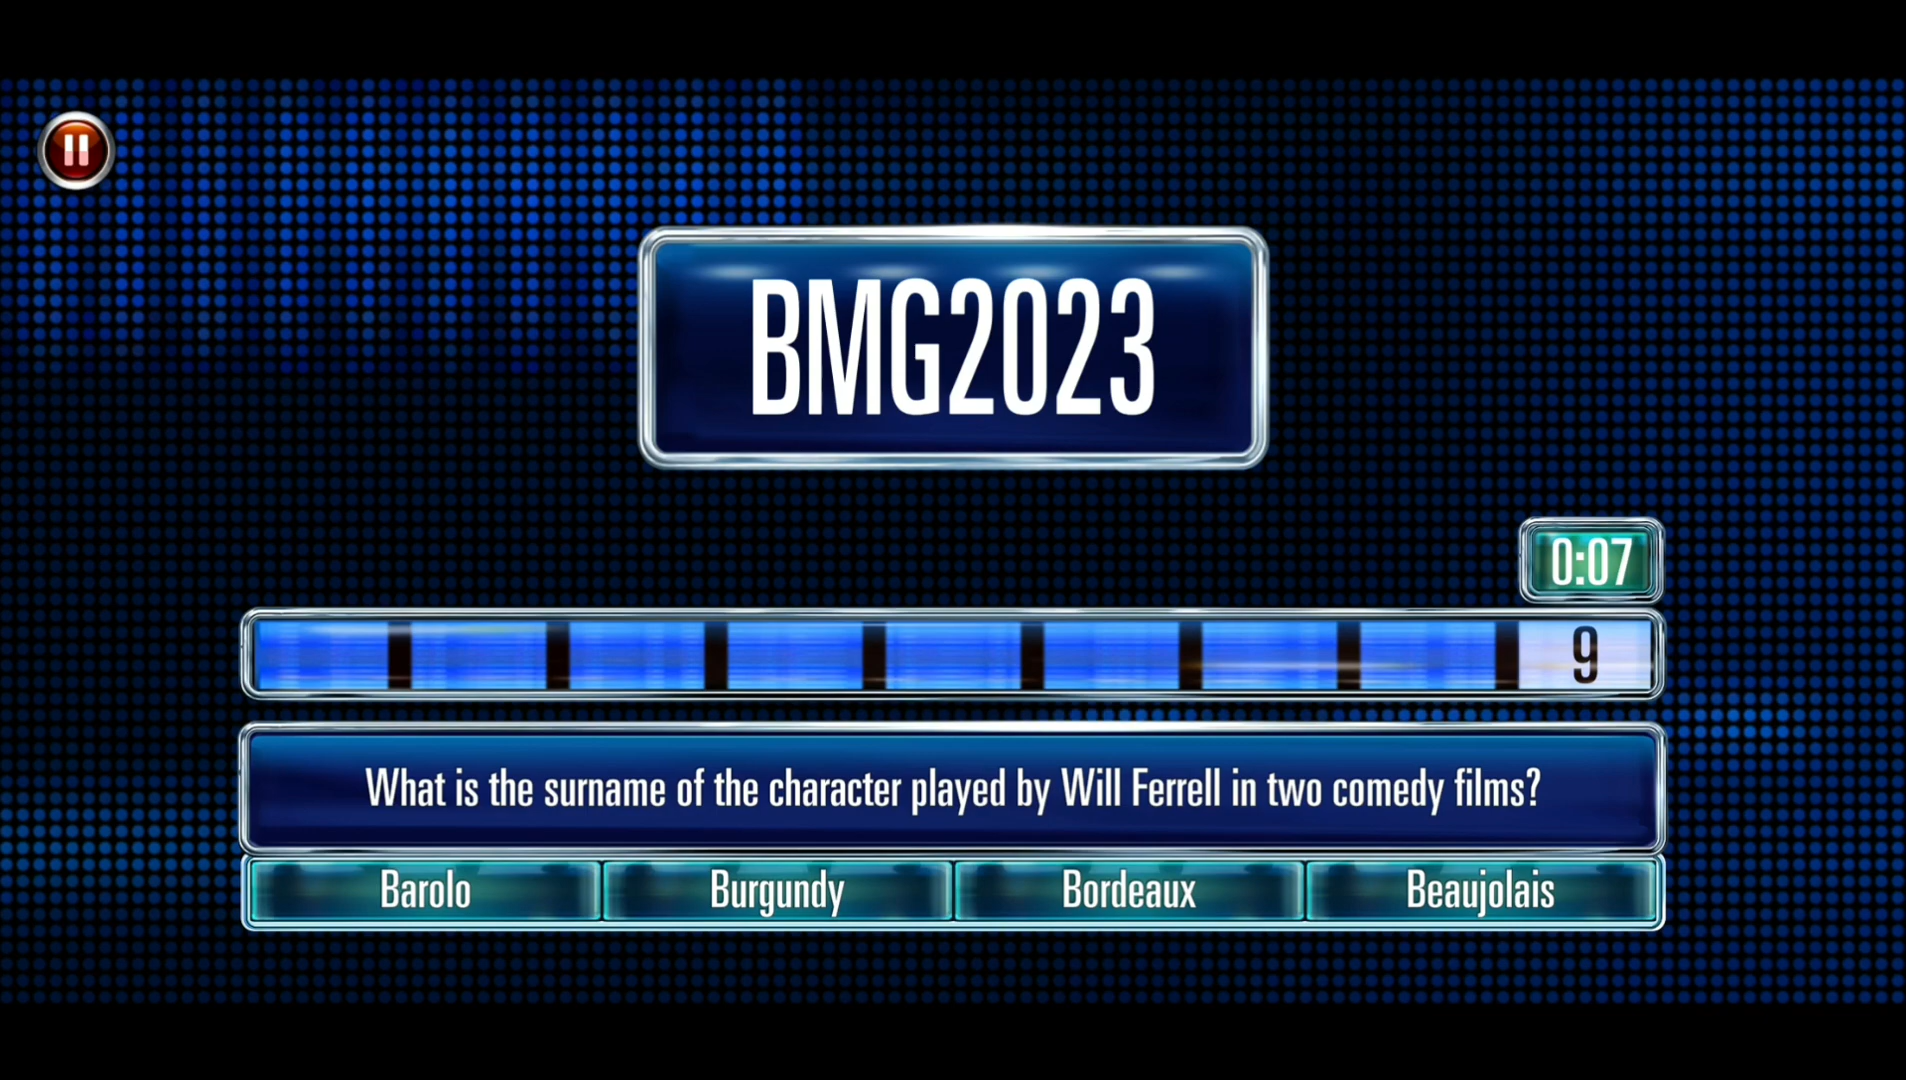 BMG2023
0:07
9
What is the surname of the character played by Will Ferrell in two comedy films?
Barolo
Burgundy
Bordeaux
Beaujolais